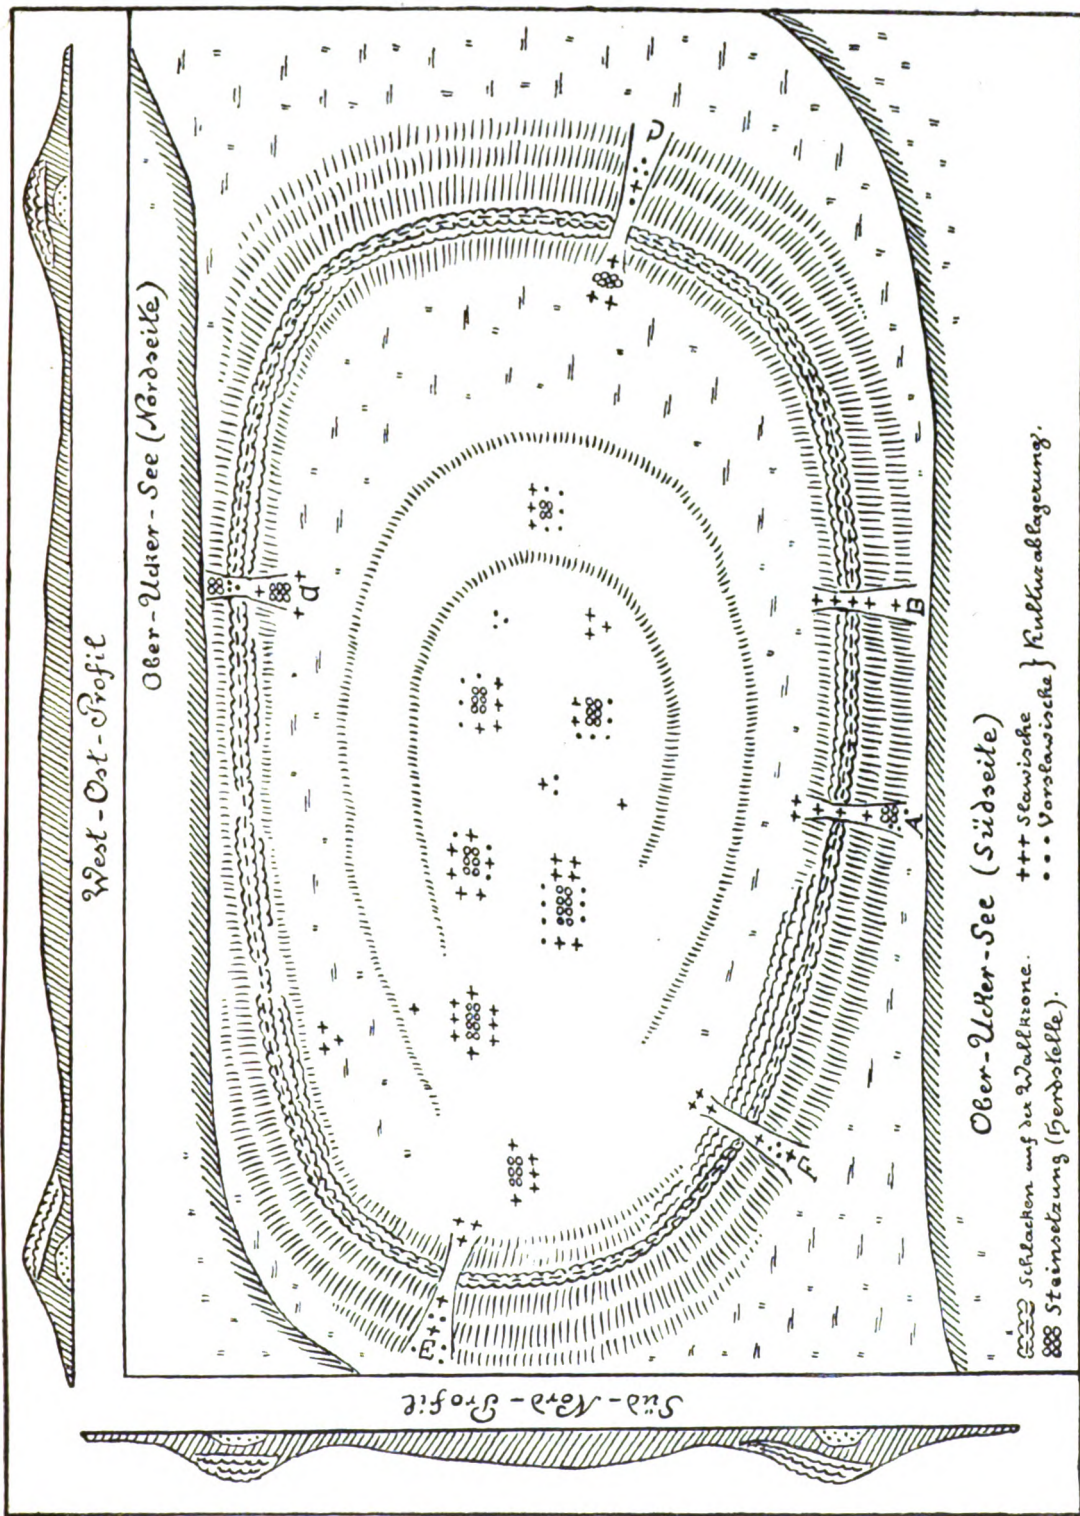 West-Ost-Profil
Ober-Ucker-See (Nordseite)
d
D
E
F
A
B
Ober-Ucker-See (Südseite)
Schlacken auf der Wallkrone.
Steinsetzung (Herdstelle).
+++ Slawische
••• Vorslawische } Kulturablagerung.
Süd-Nord-Profil